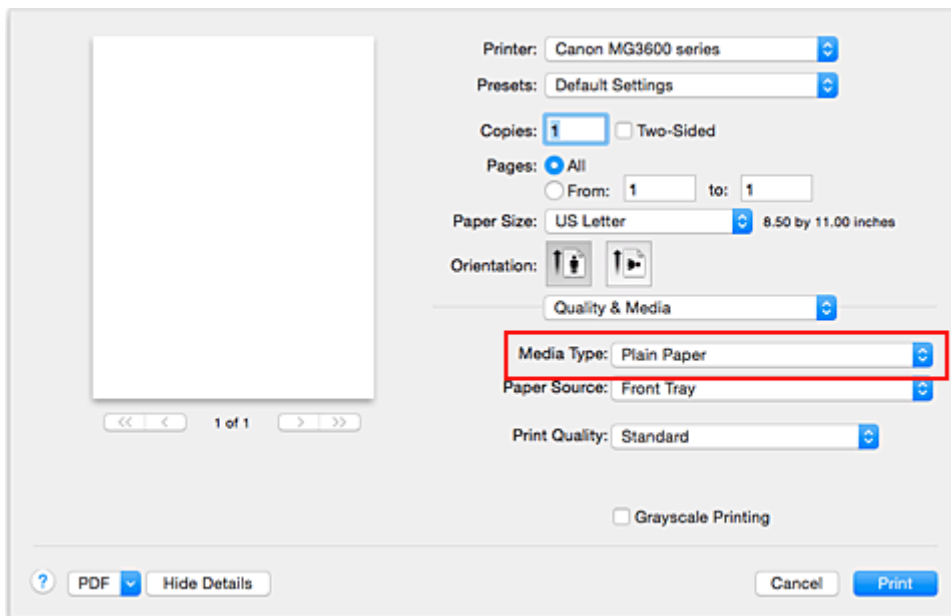 Printer: Canon MG3600 series
Presets: Default Settings
Copies: 1 Two-Sided
Pages: All
From: 1 to: 1
Paper Size: US Letter 8.50 by 11.00 inches
Orientation:
Quality & Media
Media Type: Plain Paper
Paper Source: Front Tray
1 of 1
Print Quality: Standard
Grayscale Printing
? PDF Hide Details Cancel Print